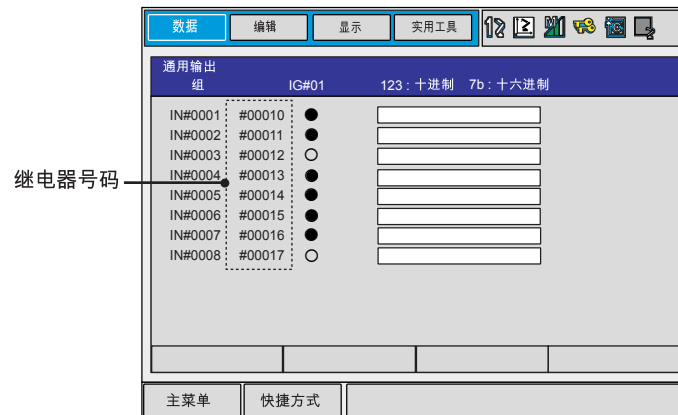 数据 编辑 显示 实用工具
通用输出
组 IG#01 123 : 十进制 7b : 十六进制
IN#0001 #00010
IN#0002 #00011
IN#0003 #00012
IN#0004 #00013
IN#0005 #00014
IN#0006 #00015
IN#0007 #00016
IN#0008 #00017
继电器号码
主菜单 快捷方式